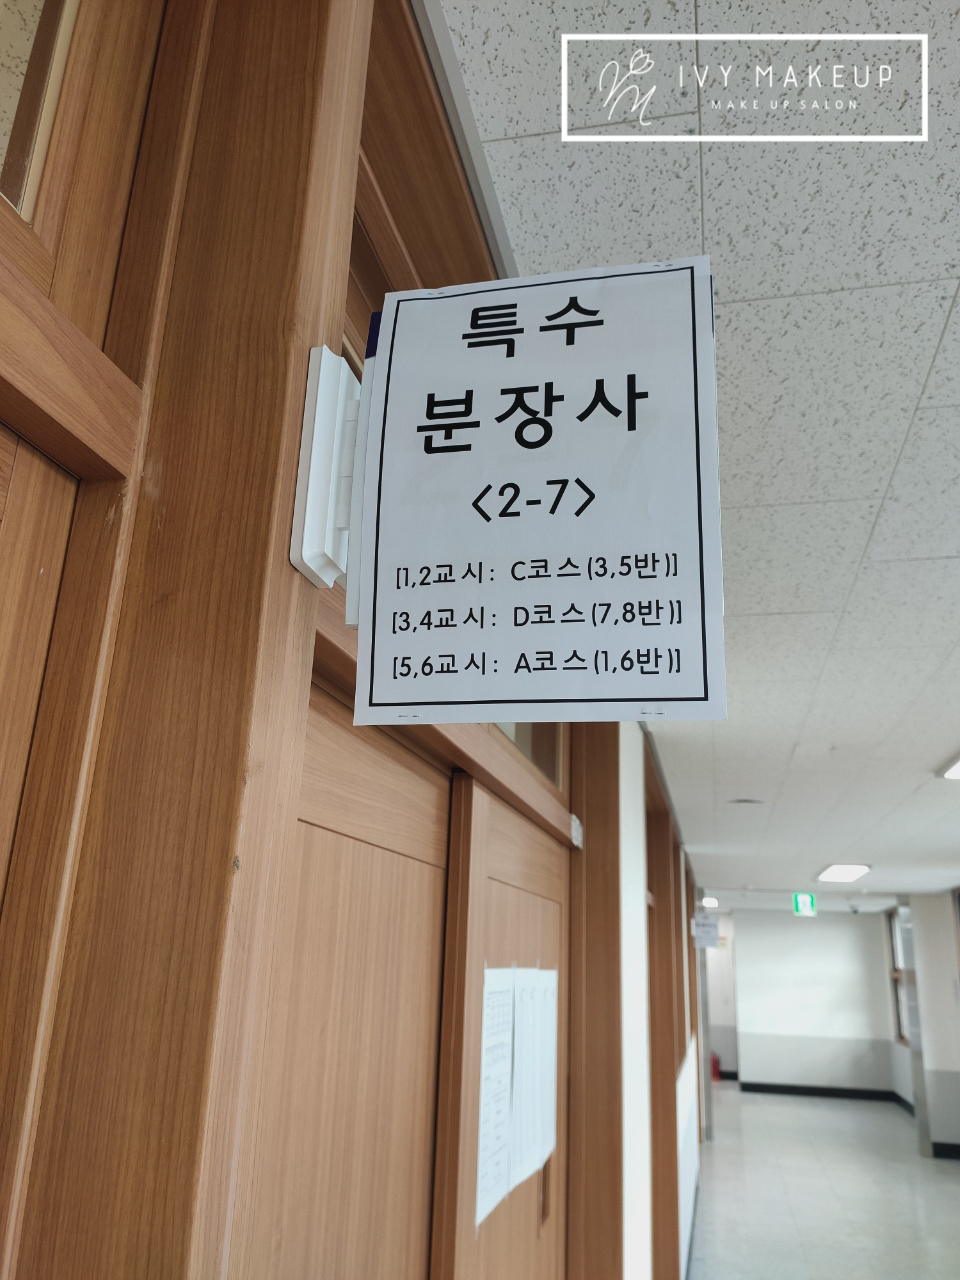 IVY MAKEUP
MAKE UP SALON
특수
분장사
<2-7>
[1,2교시: C코스(3,5반)]
[3,4교시: D코스(7,8반)]
[5,6교시: A코스(1,6반)]